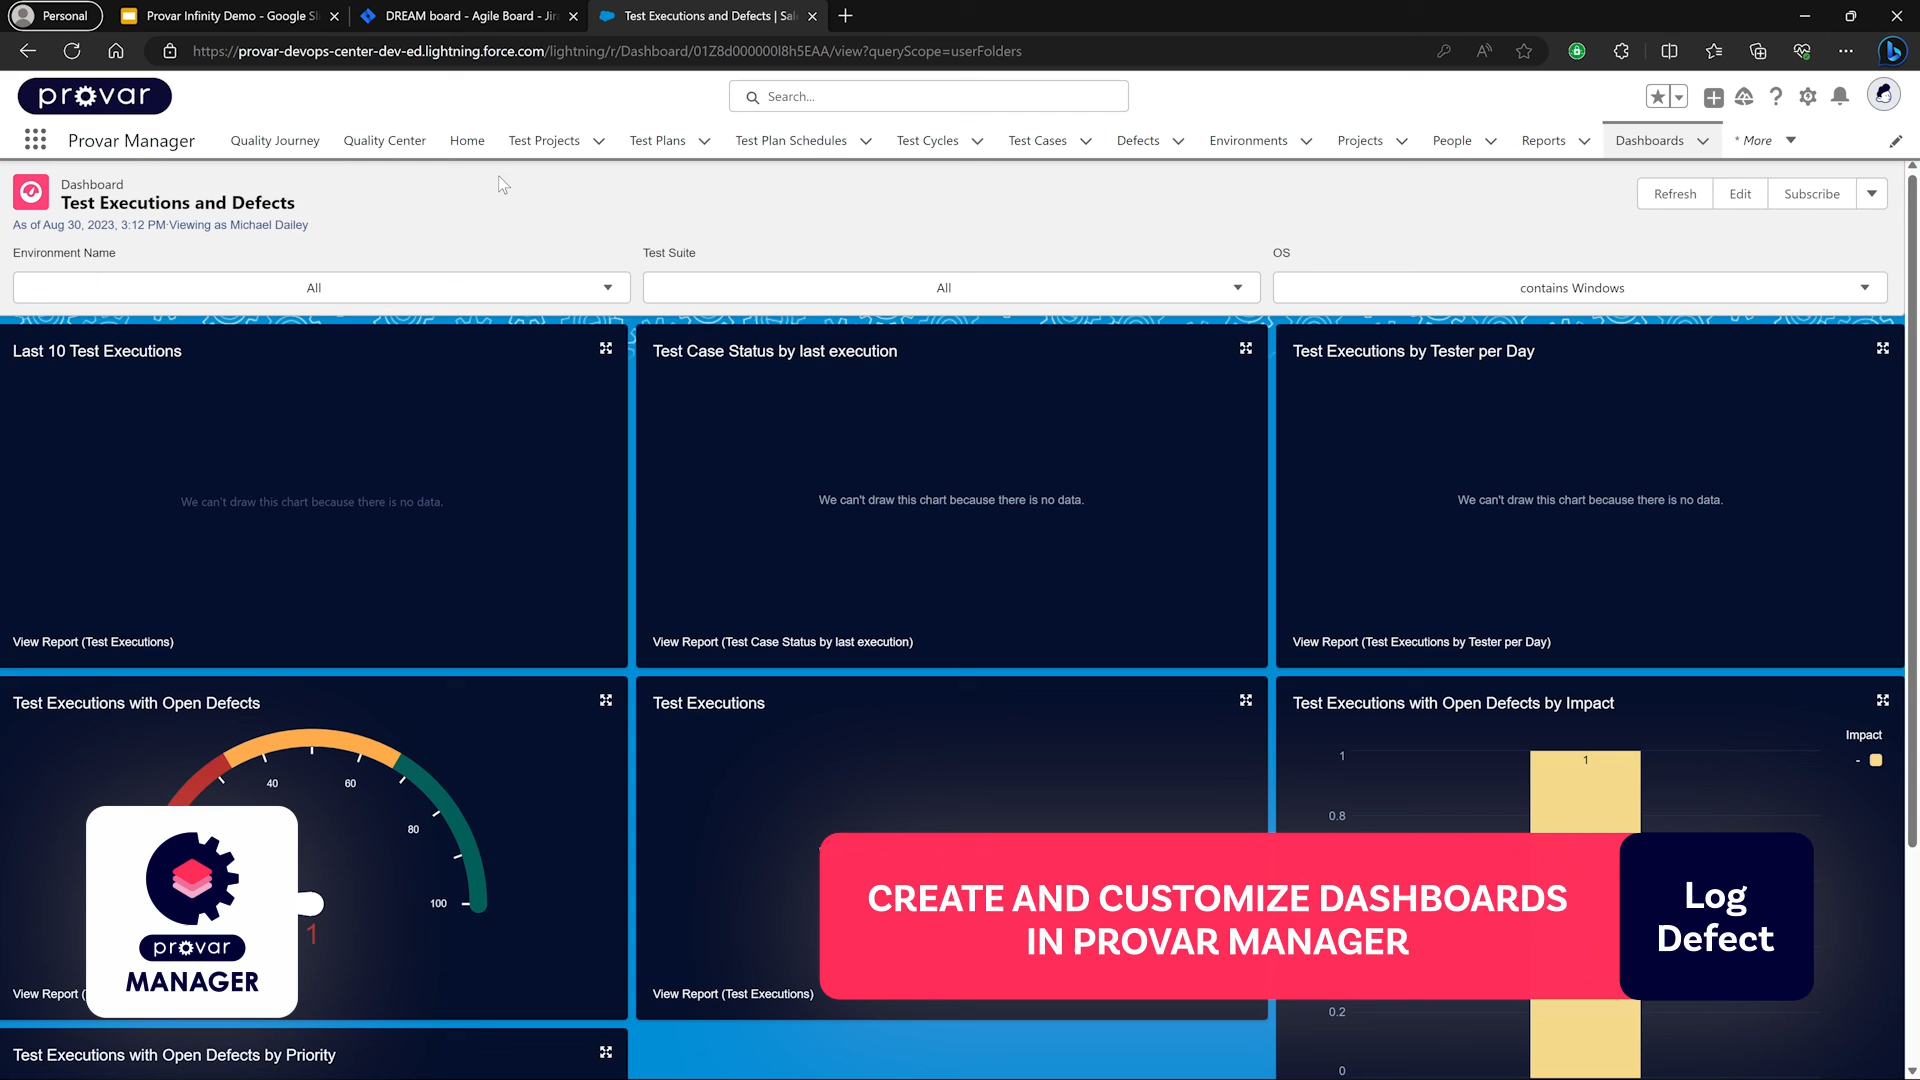 Personal
Provar Infinity Demo - Google Sl
DREAM board - Agile Board - Jir
Test Executions and Defects | Sal
https://provar-devops-center-dev-ed.lightning.force.com/lightning/r/Dashboard/01Z8d000000I8h5EAA/view?queryScope=userFolders
provar
Search...
Provar Manager
Quality Journey
Quality Center
Home
Test Projects
Test Plans
Test Plan Schedules
Test Cycles
Test Cases
Defects
Environments
Projects
People
Reports
Dashboards
* More
Dashboard
Test Executions and Defects
As of Aug 30, 2023, 3:12 PM·Viewing as Michael Dailey
Refresh
Edit
Subscribe
Environment Name
Test Suite
OS
All
All
contains Windows
Last 10 Test Executions
Test Case Status by last execution
Test Executions by Tester per Day
We can't draw this chart because there is no data.
We can't draw this chart because there is no data.
We can't draw this chart because there is no data.
View Report (Test Executions)
View Report (Test Case Status by last execution)
View Report (Test Executions by Tester per Day)
Test Executions with Open Defects
40
60
80
100
1
View Report (
Test Executions
View Report (Test Executions)
Test Executions with Open Defects by Impact
Impact
-
1
1
0.8
0.2
0
provar
MANAGER
CREATE AND CUSTOMIZE DASHBOARDS
IN PROVAR MANAGER
Log
Defect
Test Executions with Open Defects by Priority